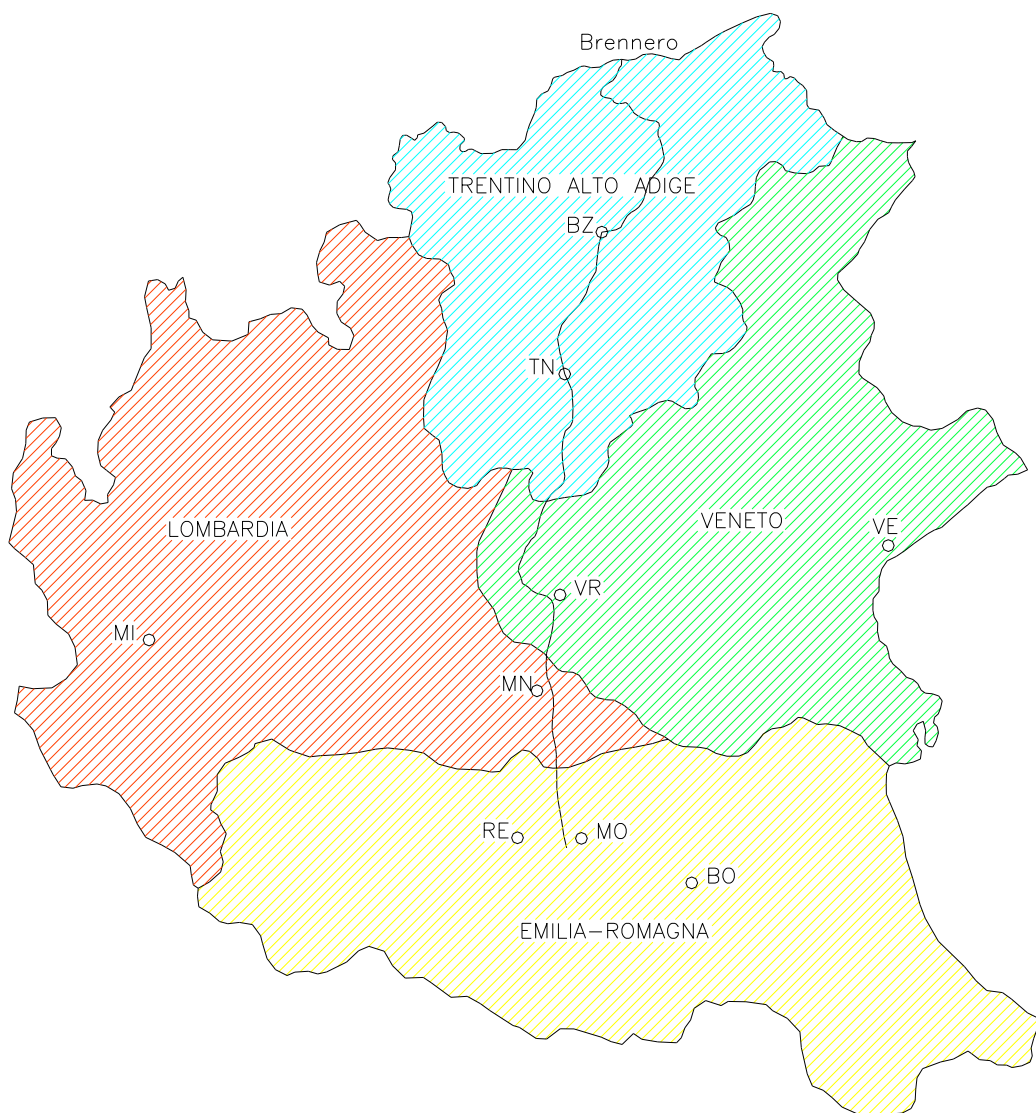 Brennero
TRENTINO ALTO ADIGE
BZ
TN
LOMBARDIA
VENETO
VE
VR
MI
MN
RE
MO
BO
EMILIA-ROMAGNA